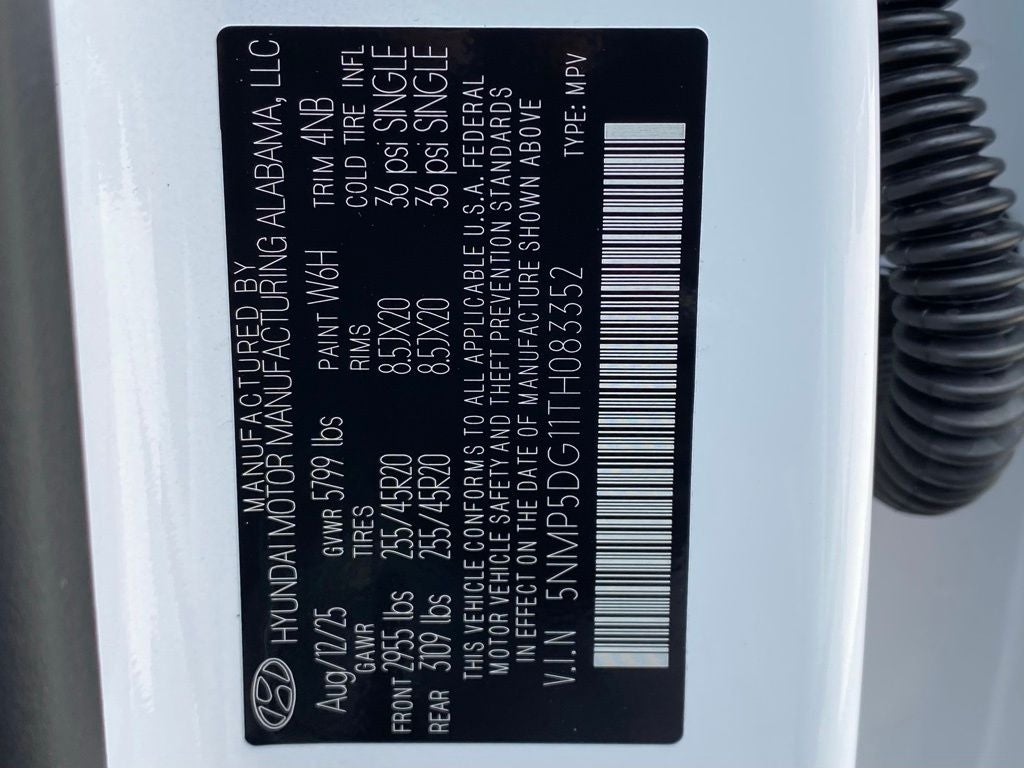 MANUFACTURED BY
HYUNDAI MOTOR MANUFACTURING ALABAMA, LLC
Aug/12/25 GVWR 5799 lbs PAINT W6H TRIM 4NB
GAWR TIRES RIMS COLD TIRE INFL
FRONT 2955 lbs 255/45R20 8.5JX20 36 psi SINGLE
REAR 3109 lbs 255/45R20 8.5JX20 36 psi SINGLE
THIS VEHICLE CONFORMS TO ALL APPLICABLE U.S.A. FEDERAL
MOTOR VEHICLE SAFETY AND THEFT PREVENTION STANDARDS
IN EFFECT ON THE DATE OF MANUFACTURE SHOWN ABOVE
V.I.N 5NMP5DG11TH083352 TYPE: MPV